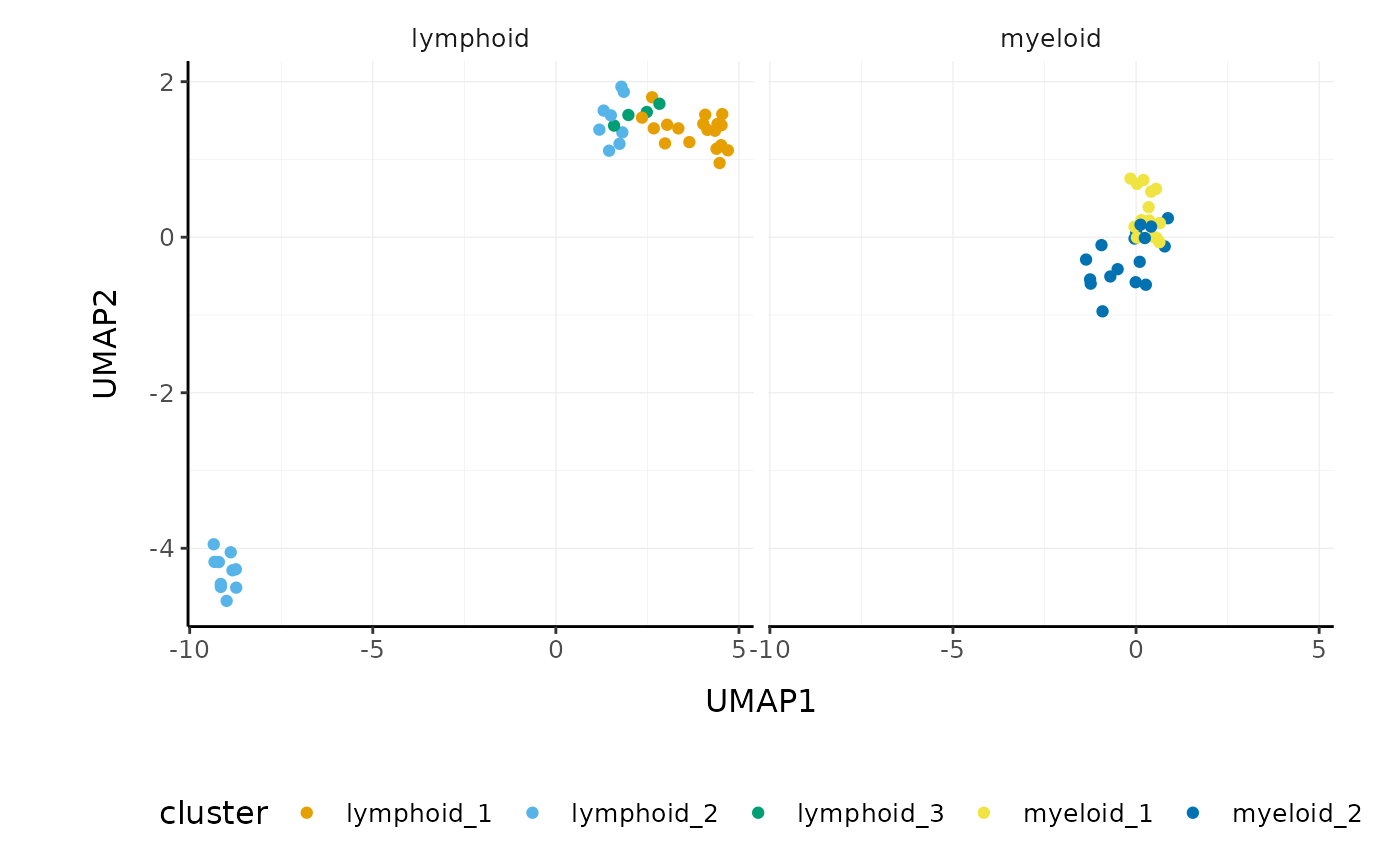 lymphoid myeloid
2
0
-2
-4
UMAP2
-10 -5 0 5 -10 -5 0 5
UMAP1
cluster lymphoid_1 lymphoid_2 lymphoid_3 myeloid_1 myeloid_2